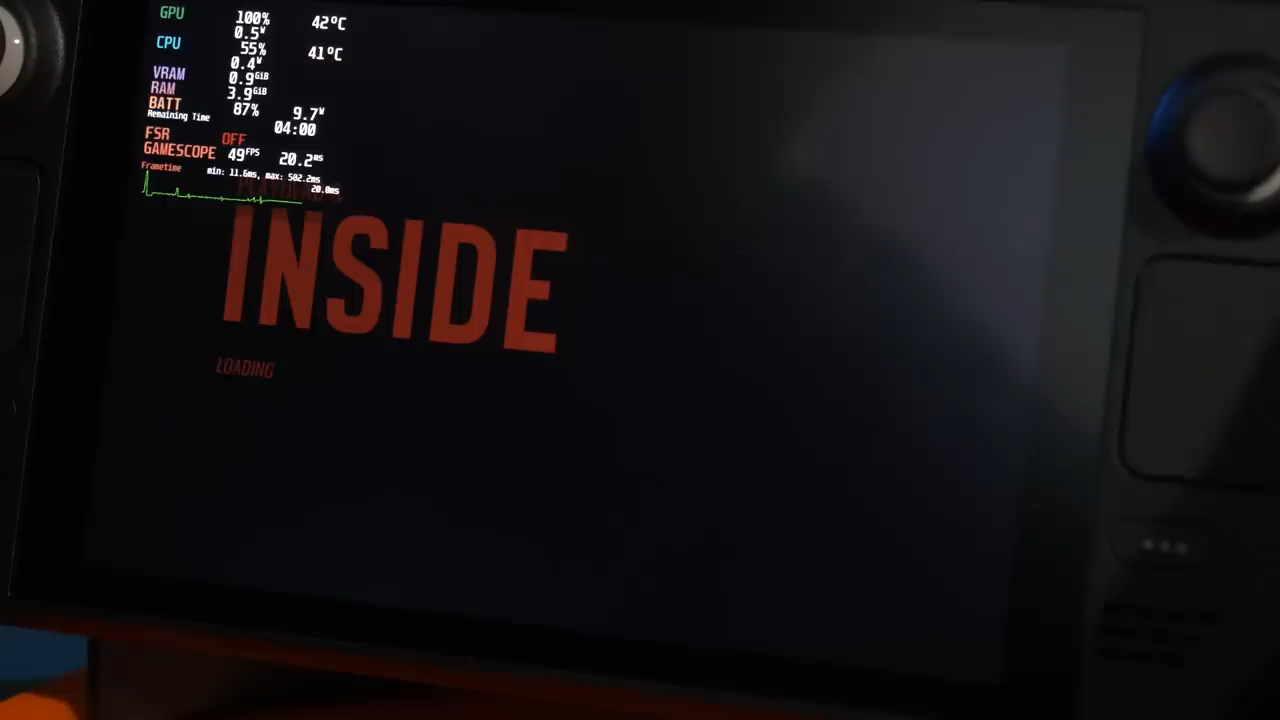 GPU 100% 42°C
0.5W
CPU 55% 41°C
0.4W
VRAM 0.9GiB
RAM 3.9GiB
BATT 87% 9.7W
Remaining Time 04:00
FSR OFF
GAMESCOPE 49FPS 20.2ms
Frametime min: 11.6ms, max: 502.2ms
20.0ms
INSIDE
LOADING